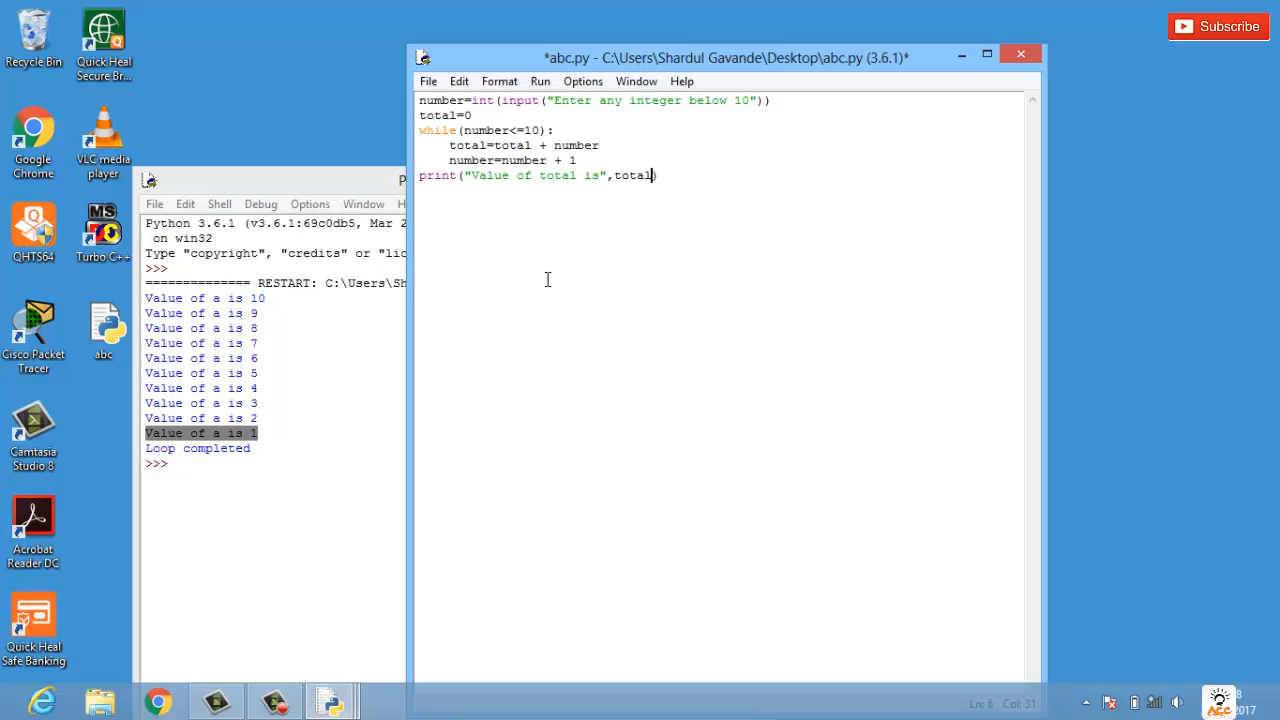 Subscribe
Recycle Bin
Quick Heal
Secure Br...
Google
Chrome
VLC media
player
QHTS64
MS
Turbo C++
Cisco Packet
Tracer
abc
Camtasia
Studio 8
Acrobat
Reader DC
Quick Heal
Safe Banking
File Edit Shell Debug Options Window H
Python 3.6.1 (v3.6.1:69c0db5, Mar 2
on win32
Type "copyright", "credits" or "lic
>>>
============== RESTART: C:\Users\Sh
Value of a is 10
Value of a is 9
Value of a is 8
Value of a is 7
Value of a is 6
Value of a is 5
Value of a is 4
Value of a is 3
Value of a is 2
Value of a is 1
Loop completed
>>>
*abc.py - C:\Users\Shardul Gavande\Desktop\abc.py (3.6.1)*
File Edit Format Run Options Window Help
number=int(input("Enter any integer below 10"))
total=0
while(number<=10):
total=total + number
number=number + 1
print("Value of total is",total)
Ln: 6 Col: 31
ACC
8
2017